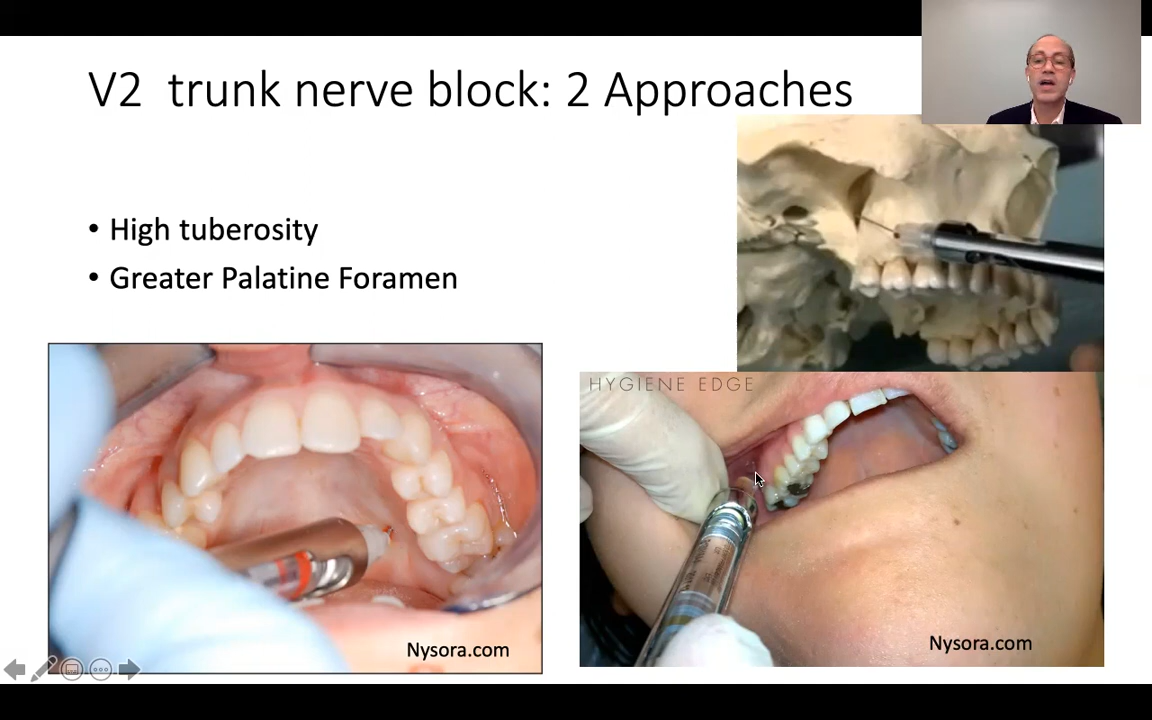 V2 trunk nerve block: 2 Approaches
• High tuberosity
• Greater Palatine Foramen
HYGIENE EDGE
Nysora.com
Nysora.com